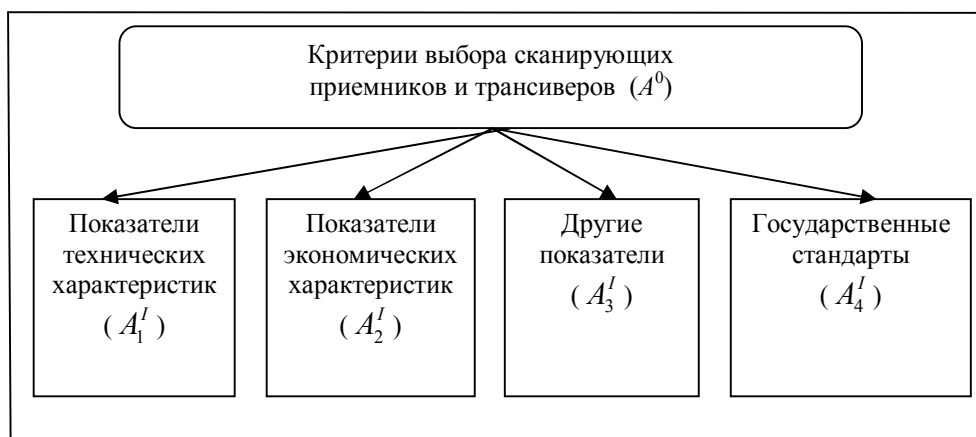 Критерии выбора сканирующих
приемников и трансиверов (A⁰)
Показатели
технических
характеристик
( A₁ᴵ )
Показатели
экономических
характеристик
( A₂ᴵ )
Другие
показатели
( A₃ᴵ )
Государственные
стандарты
( A₄ᴵ )